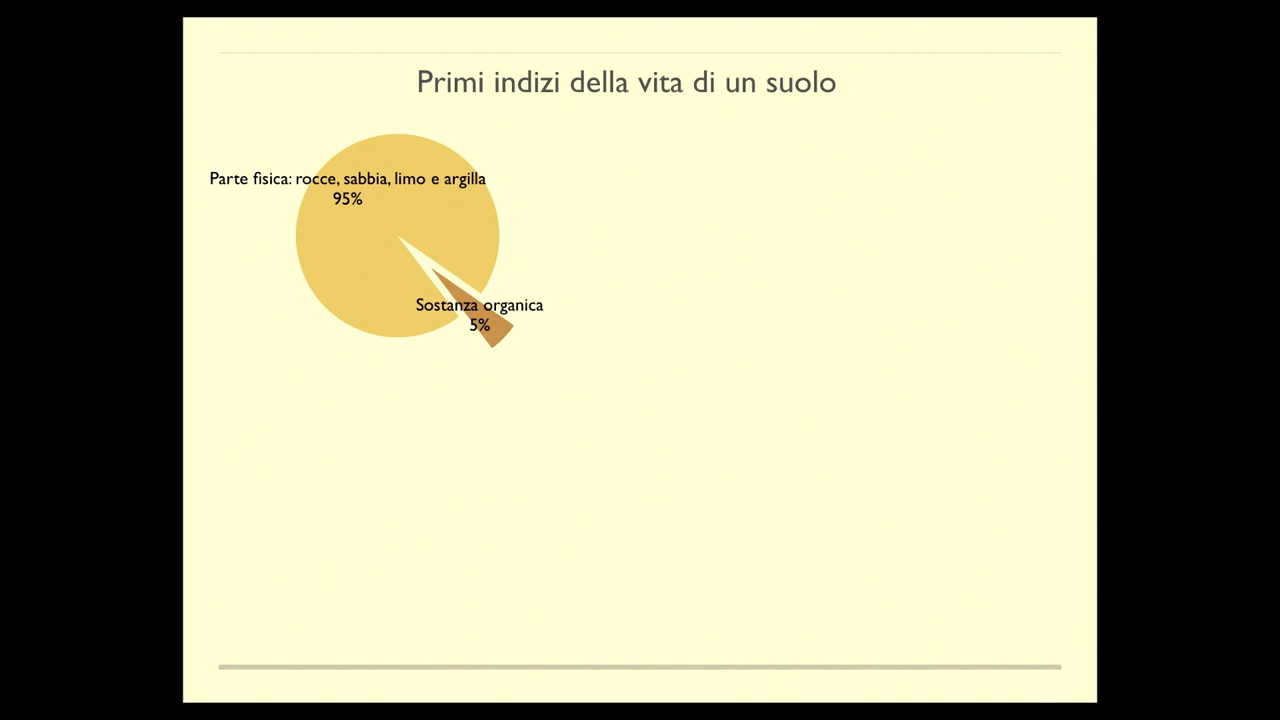 Primi indizi della vita di un suolo
Parte fisica: rocce, sabbia, limo e argilla
95%
Sostanza organica
5%